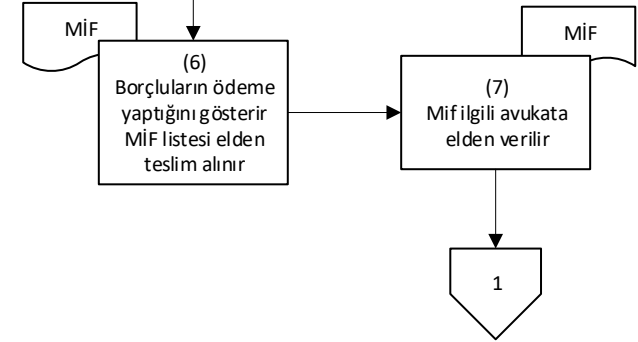 MİF
(6)
Borçluların ödeme
yaptığını gösterir
MİF listesi elden
teslim alınır
MİF
(7)
Mif ilgili avukata
elden verilir
1